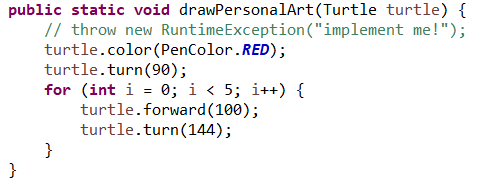 public static void drawPersonalArt(Turtle turtle) {
    // throw new RuntimeException("implement me!");
    turtle.color(PenColor.RED);
    turtle.turn(90);
    for (int i = 0; i < 5; i++) {
        turtle.forward(100);
        turtle.turn(144);
    }
}